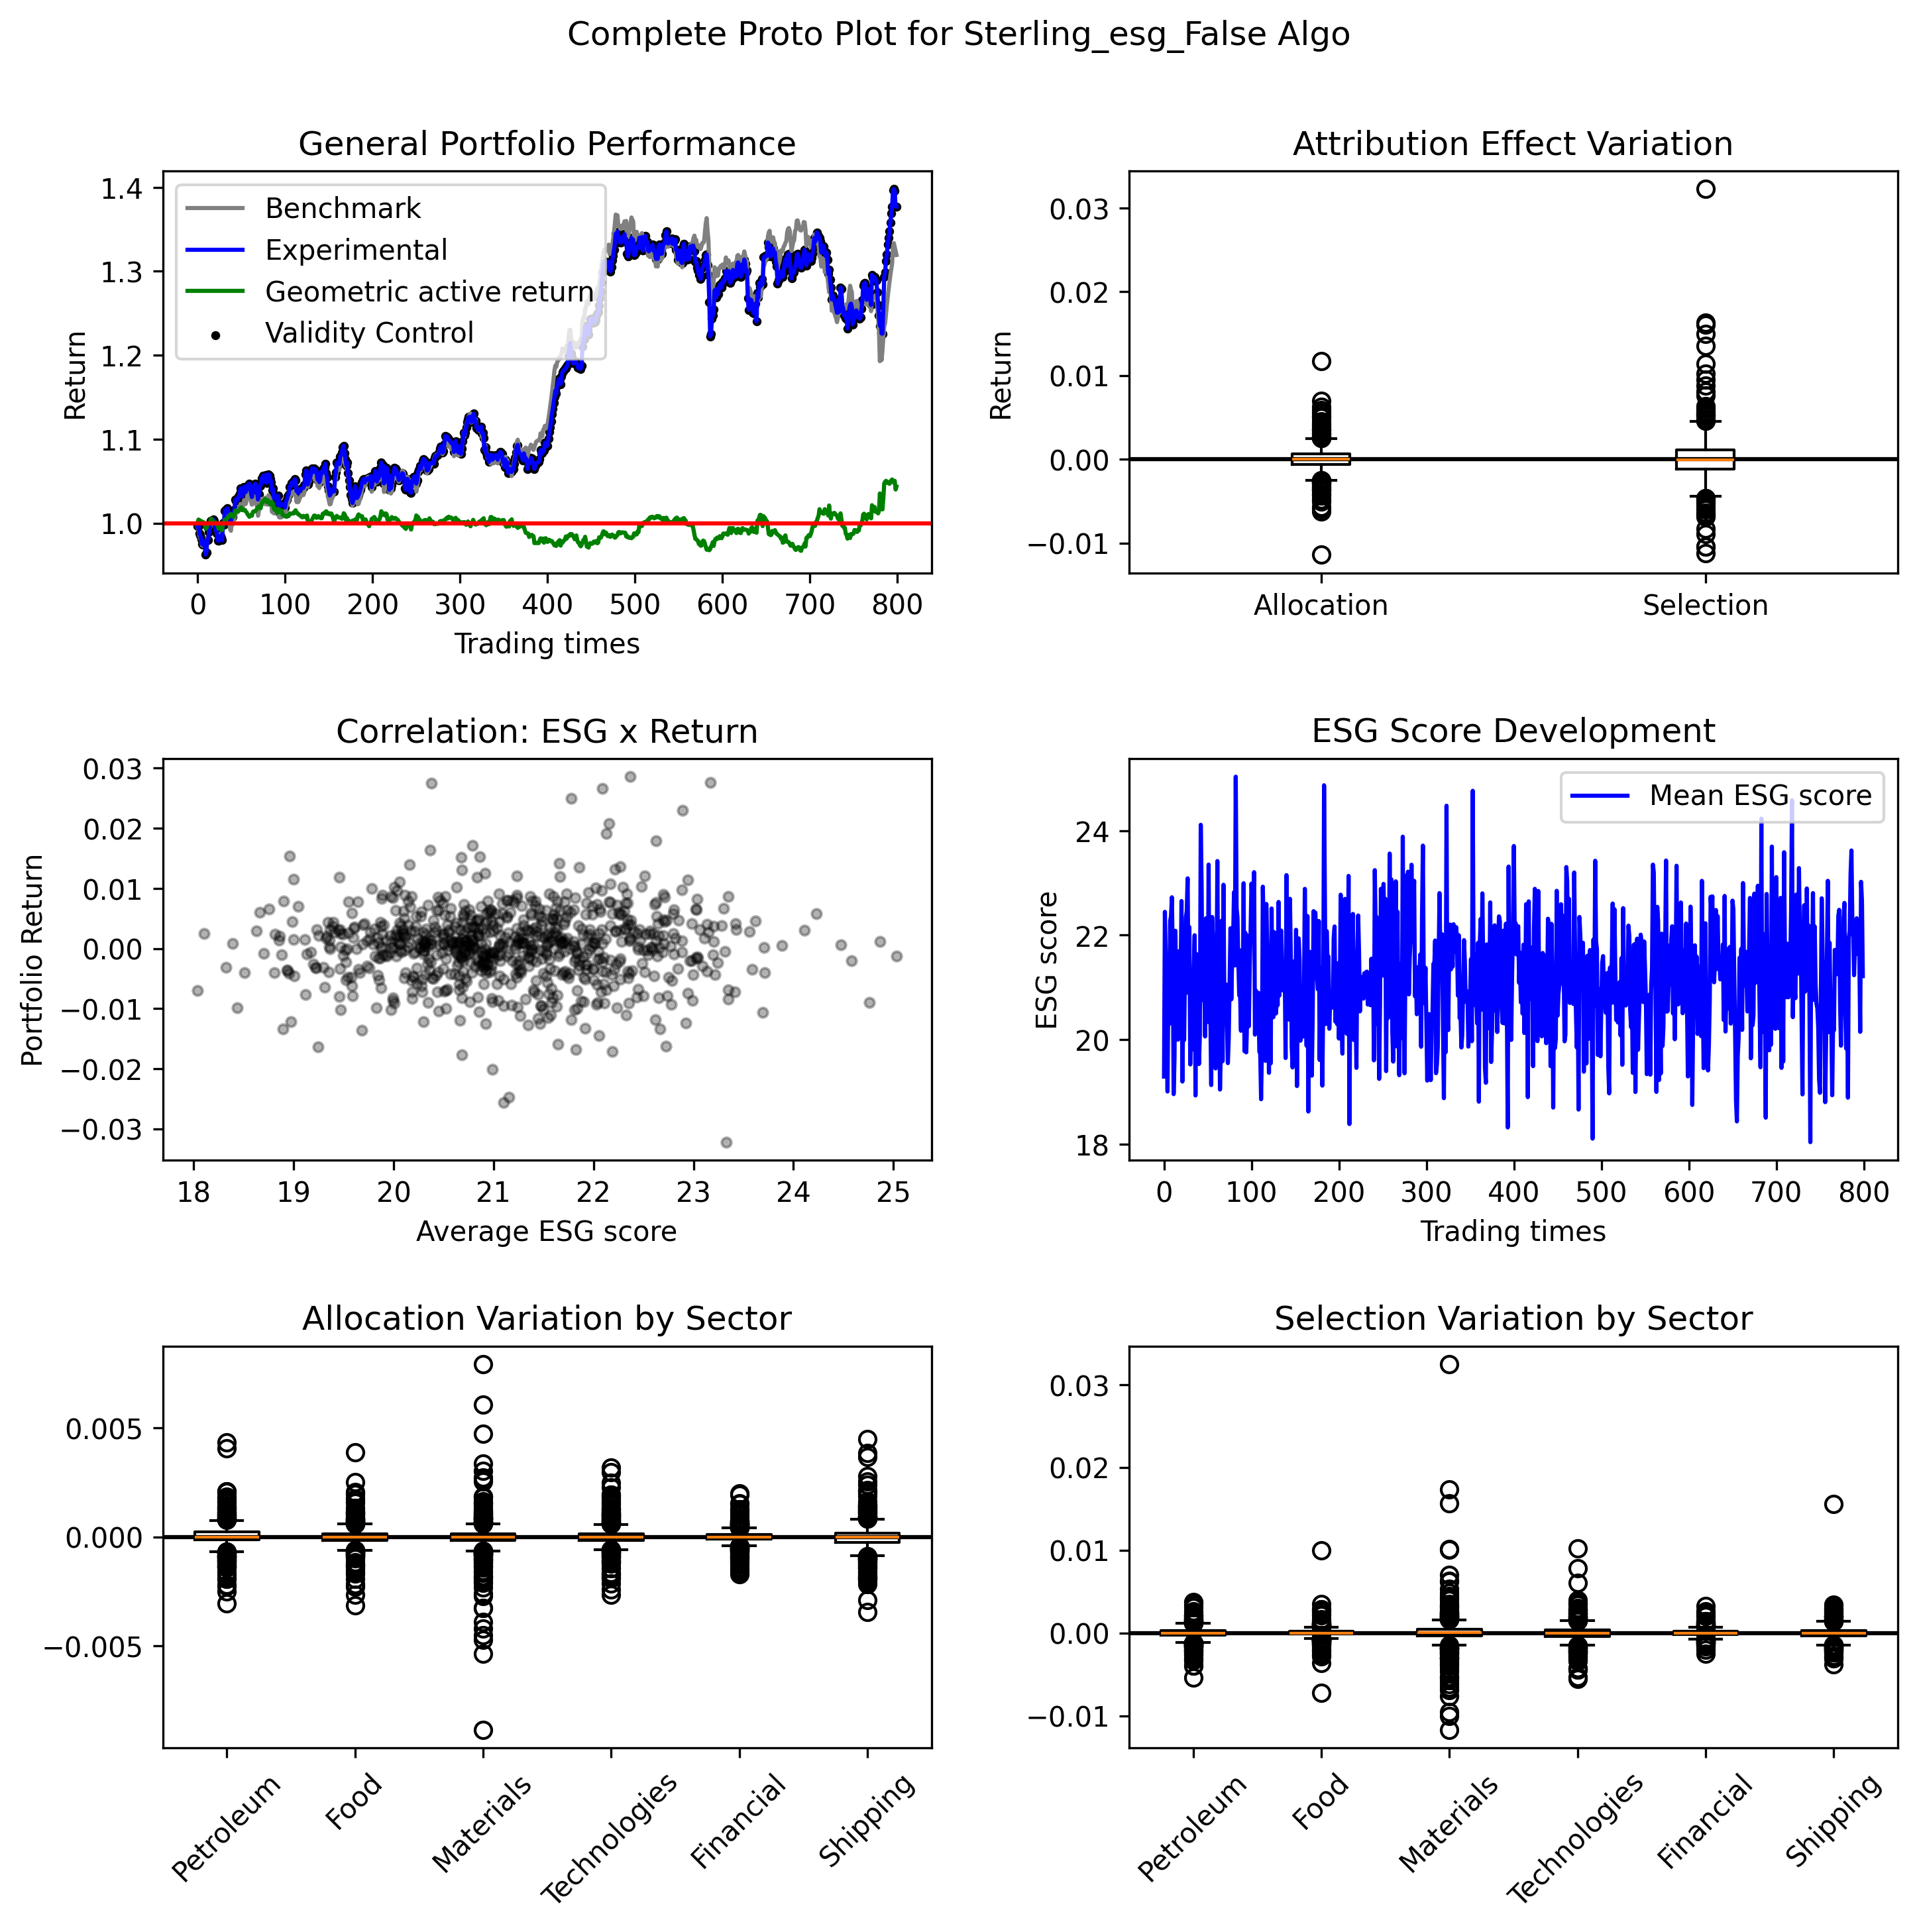 Complete Proto Plot for Sterling_esg_False Algo
General Portfolio Performance
Return
1.4
1.3
1.2
1.1
1.0
Benchmark
Experimental
Geometric active return
Validity Control
0 100 200 300 400 500 600 700 800
Trading times
Attribution Effect Variation
Return
0.03
0.02
0.01
0.00
−0.01
Allocation Selection
Correlation: ESG x Return
Portfolio Return
0.03
0.02
0.01
0.00
−0.01
−0.02
−0.03
18 19 20 21 22 23 24 25
Average ESG score
ESG Score Development
ESG score
24
22
20
18
Mean ESG score
0 100 200 300 400 500 600 700 800
Trading times
Allocation Variation by Sector
0.005
0.000
−0.005
Petroleum
Food
Materials
Technologies
Financial
Shipping
Selection Variation by Sector
0.03
0.02
0.01
0.00
−0.01
Petroleum
Food
Materials
Technologies
Financial
Shipping